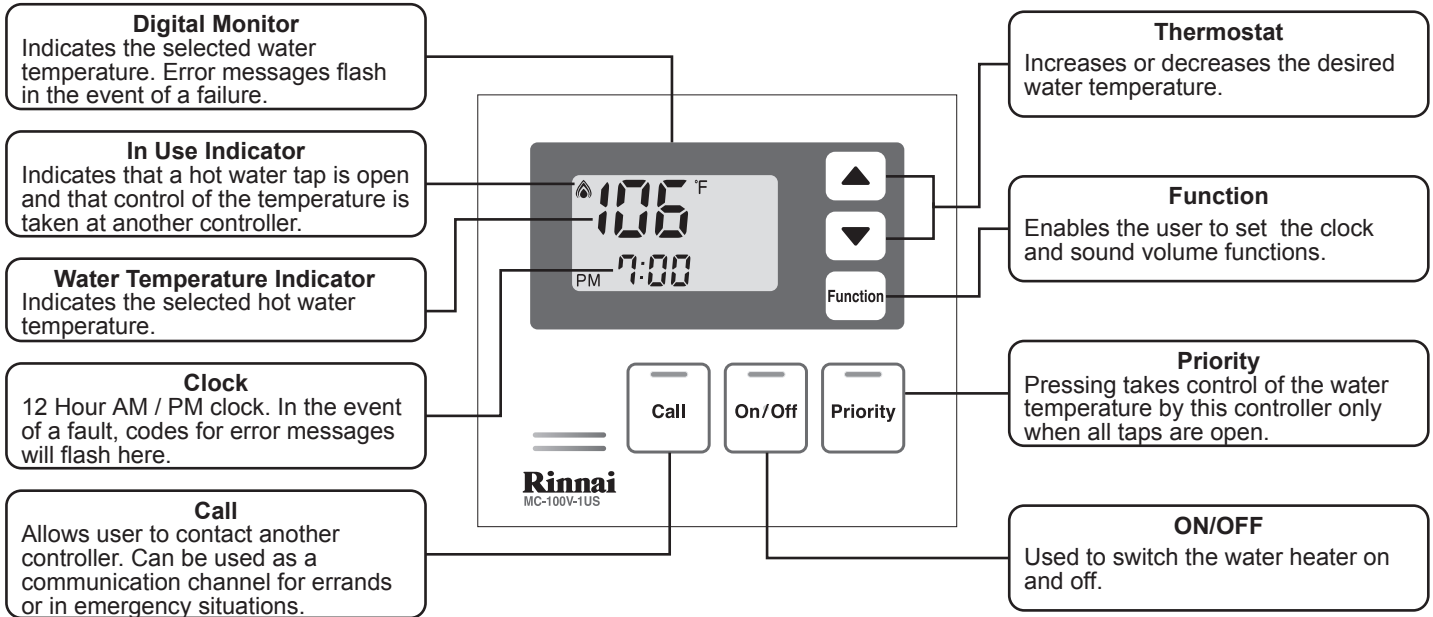 Digital Monitor
Indicates the selected water
temperature. Error messages flash
in the event of a failure.
In Use Indicator
Indicates that a hot water tap is open
and that control of the temperature is
taken at another controller.
Water Temperature Indicator
Indicates the selected hot water
temperature.
Clock
12 Hour AM / PM clock. In the event
of a fault, codes for error messages
will flash here.
Call
Allows user to contact another
controller. Can be used as a
communication channel for errands
or in emergency situations.
106 °F
PM 7:00
Function
Call
On/Off
Priority
Rinnai
MC-100V-1US
Thermostat
Increases or decreases the desired
water temperature.
Function
Enables the user to set the clock
and sound volume functions.
Priority
Pressing takes control of the water
temperature by this controller only
when all taps are open.
ON/OFF
Used to switch the water heater on
and off.